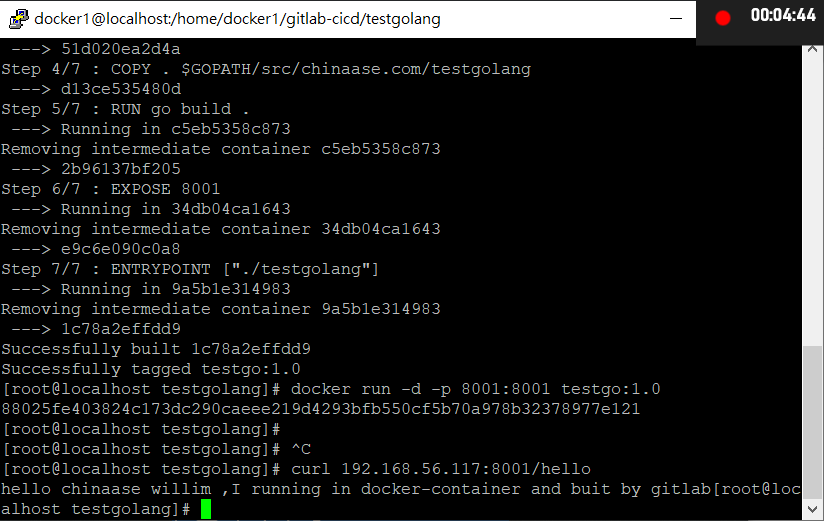 docker1@localhost:/home/docker1/gitlab-cicd/testgolang
00:04:44
---> 51d020ea2d4a
Step 4/7 : COPY . $GOPATH/src/chinaase.com/testgolang
---> d13ce535480d
Step 5/7 : RUN go build .
---> Running in c5eb5358c873
Removing intermediate container c5eb5358c873
---> 2b96137bf205
Step 6/7 : EXPOSE 8001
---> Running in 34db04ca1643
Removing intermediate container 34db04ca1643
---> e9c6e090c0a8
Step 7/7 : ENTRYPOINT ["./testgolang"]
---> Running in 9a5b1e314983
Removing intermediate container 9a5b1e314983
---> 1c78a2effdd9
Successfully built 1c78a2effdd9
Successfully tagged testgo:1.0
[root@localhost testgolang]# docker run -d -p 8001:8001 testgo:1.0
88025fe403824c173dc290caeee219d4293bfb550cf5b70a978b32378977e121
[root@localhost testgolang]#
[root@localhost testgolang]# ^C
[root@localhost testgolang]# curl 192.168.56.117:8001/hello
hello chinaase willim ,I running in docker-container and buit by gitlab[root@loc
alhost testgolang]#